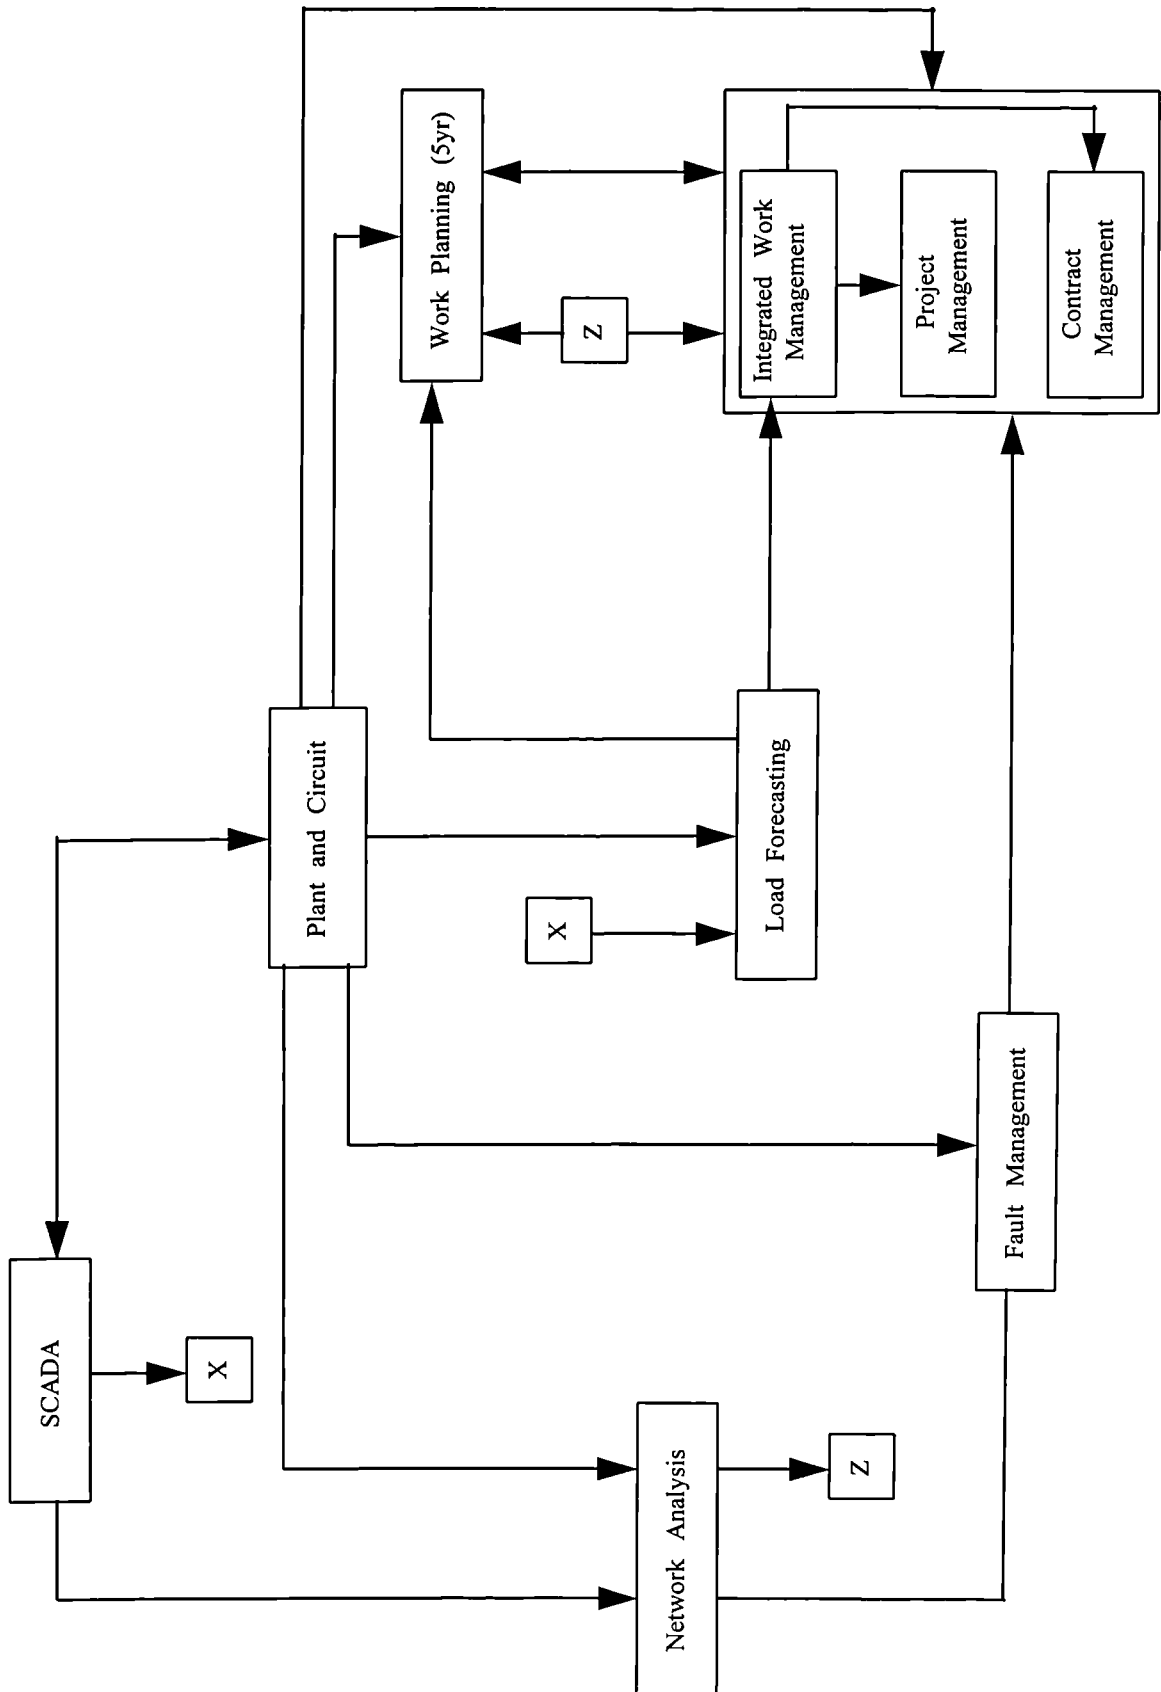 SCADA
X
Plant and Circuit
Work Planning (5yr)
X
Z
Network Analysis
Load Forecasting
Integrated Work
Management
Z
Project
Management
Fault Management
Contract
Management